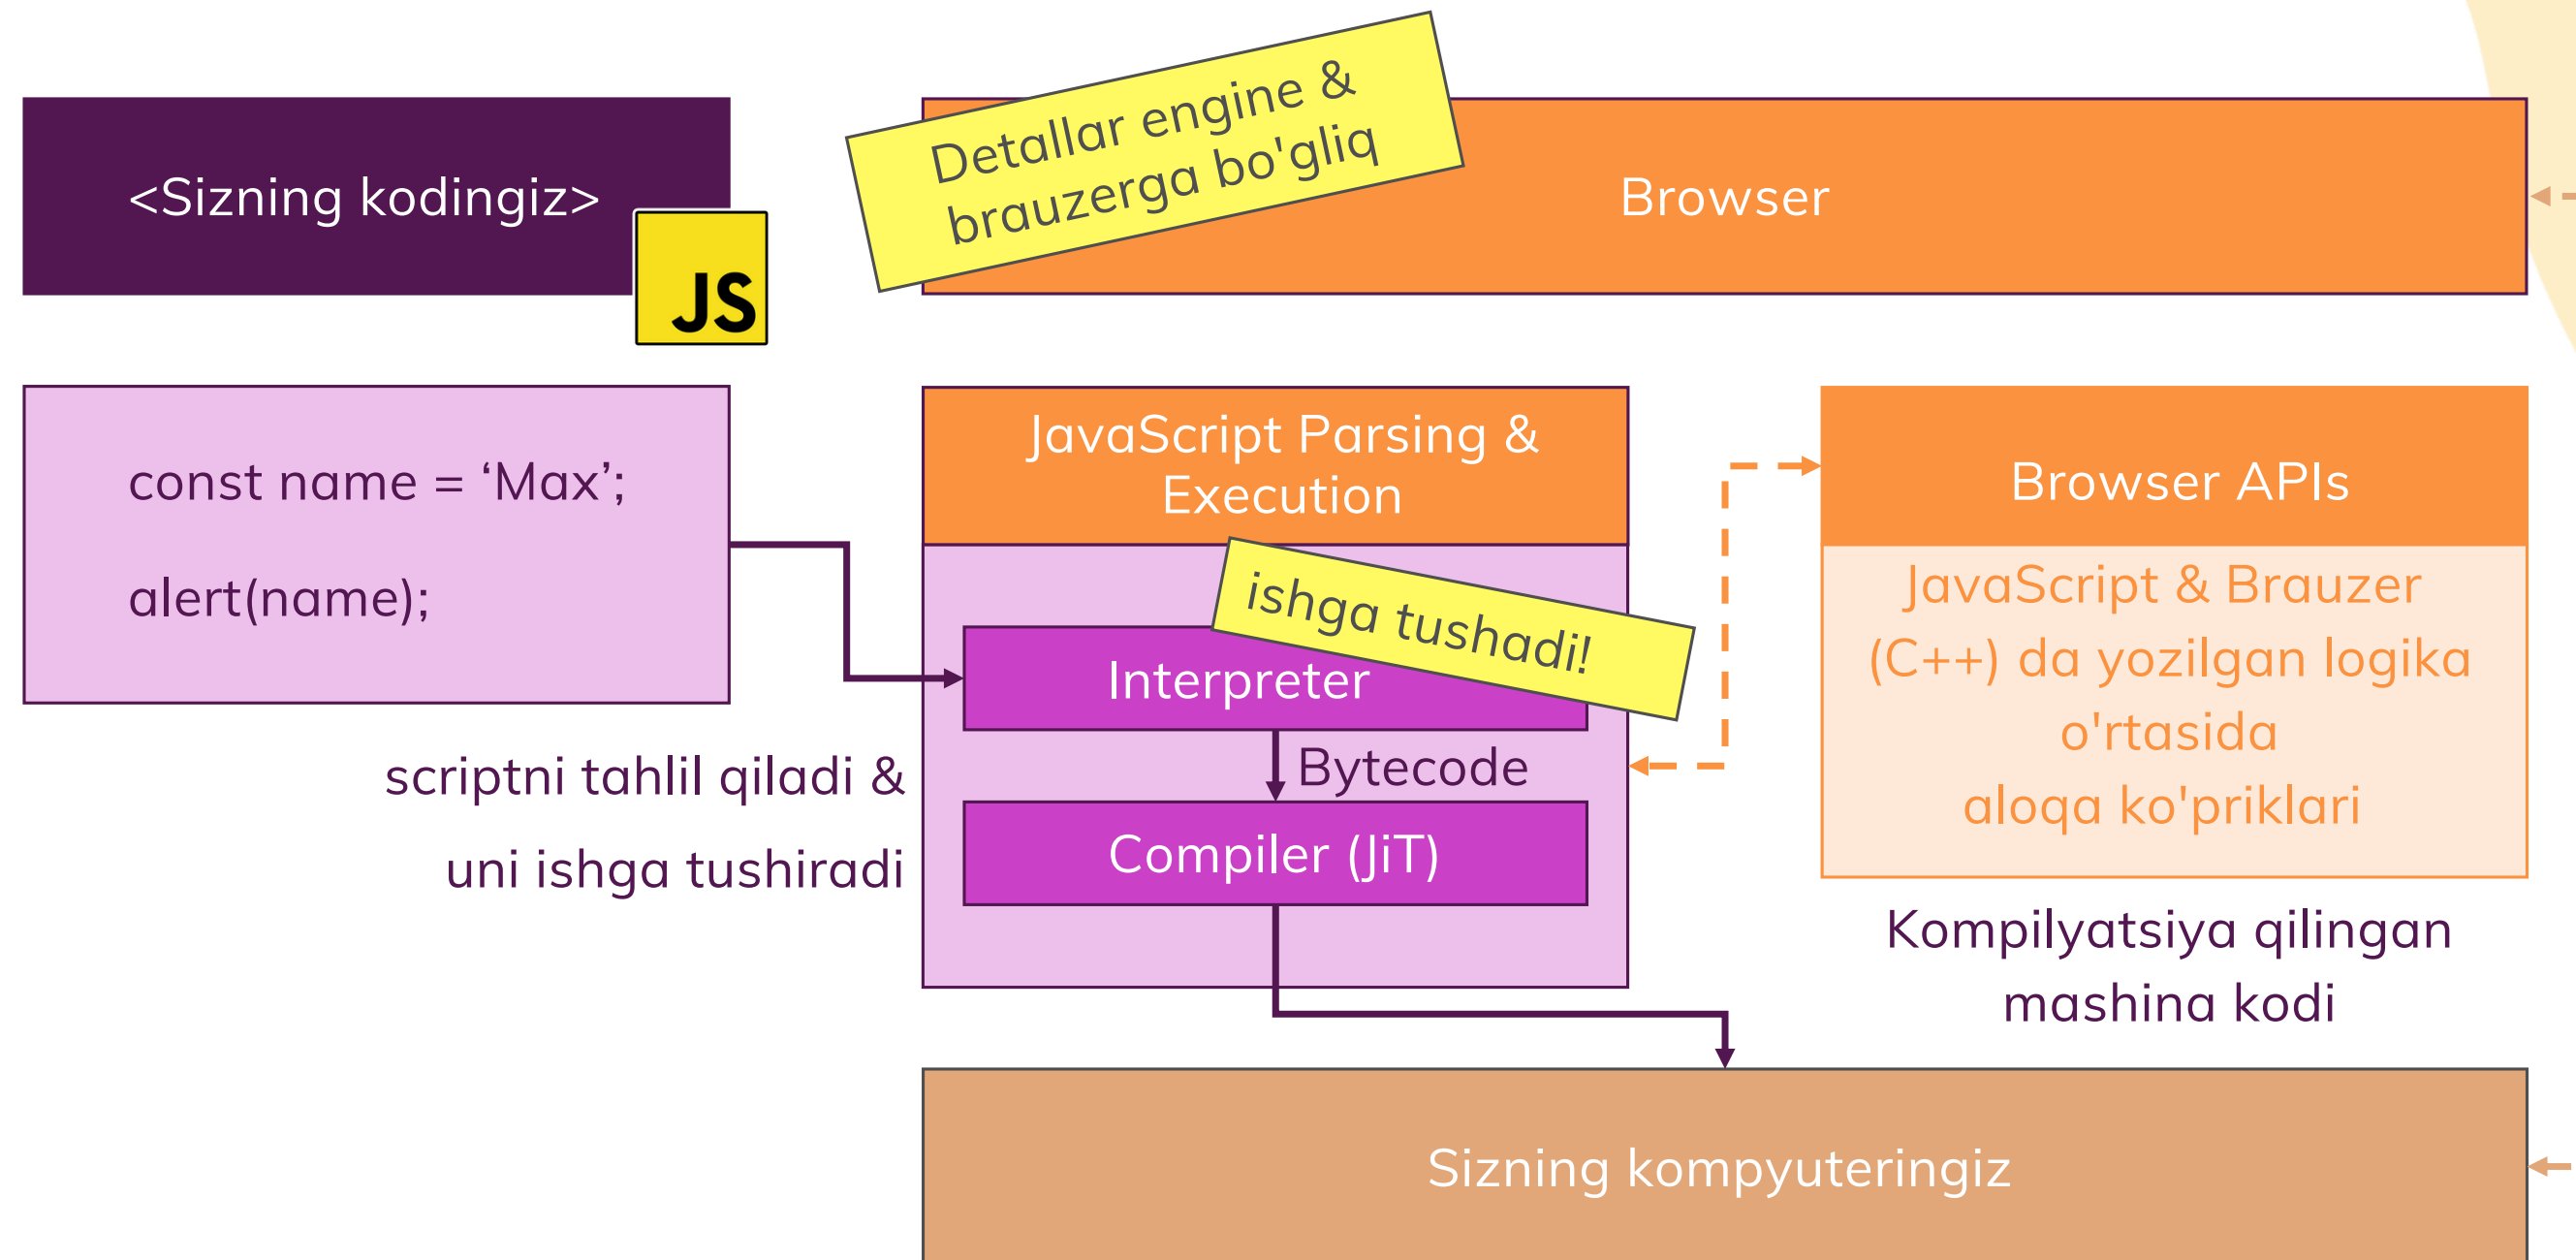 <Sizning kodingiz>
JS
Detallar engine &
brauzerga bo'gliq
Browser
const name = ‘Max’;
alert(name);
JavaScript Parsing &
Execution
ishga tushadi!
Interpreter
Bytecode
Compiler (JiT)
scriptni tahlil qiladi &
uni ishga tushiradi
Browser APIs
JavaScript & Brauzer
(C++) da yozilgan logika
o'rtasida
aloqa ko'priklari
Kompilyatsiya qilingan
mashina kodi
Sizning kompyuteringiz